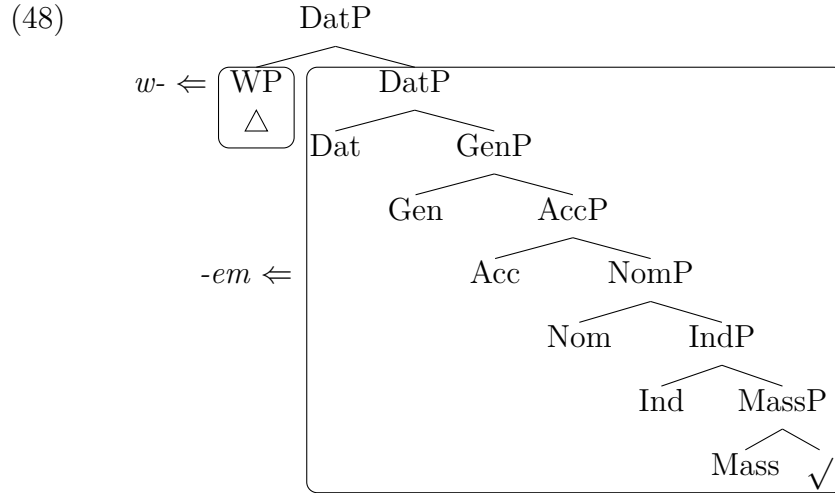 (48) DatP
w- ⇐ WP DatP
△
Dat GenP
Gen AccP
-em ⇐ Acc NomP
Nom IndP
Ind MassP
Mass √